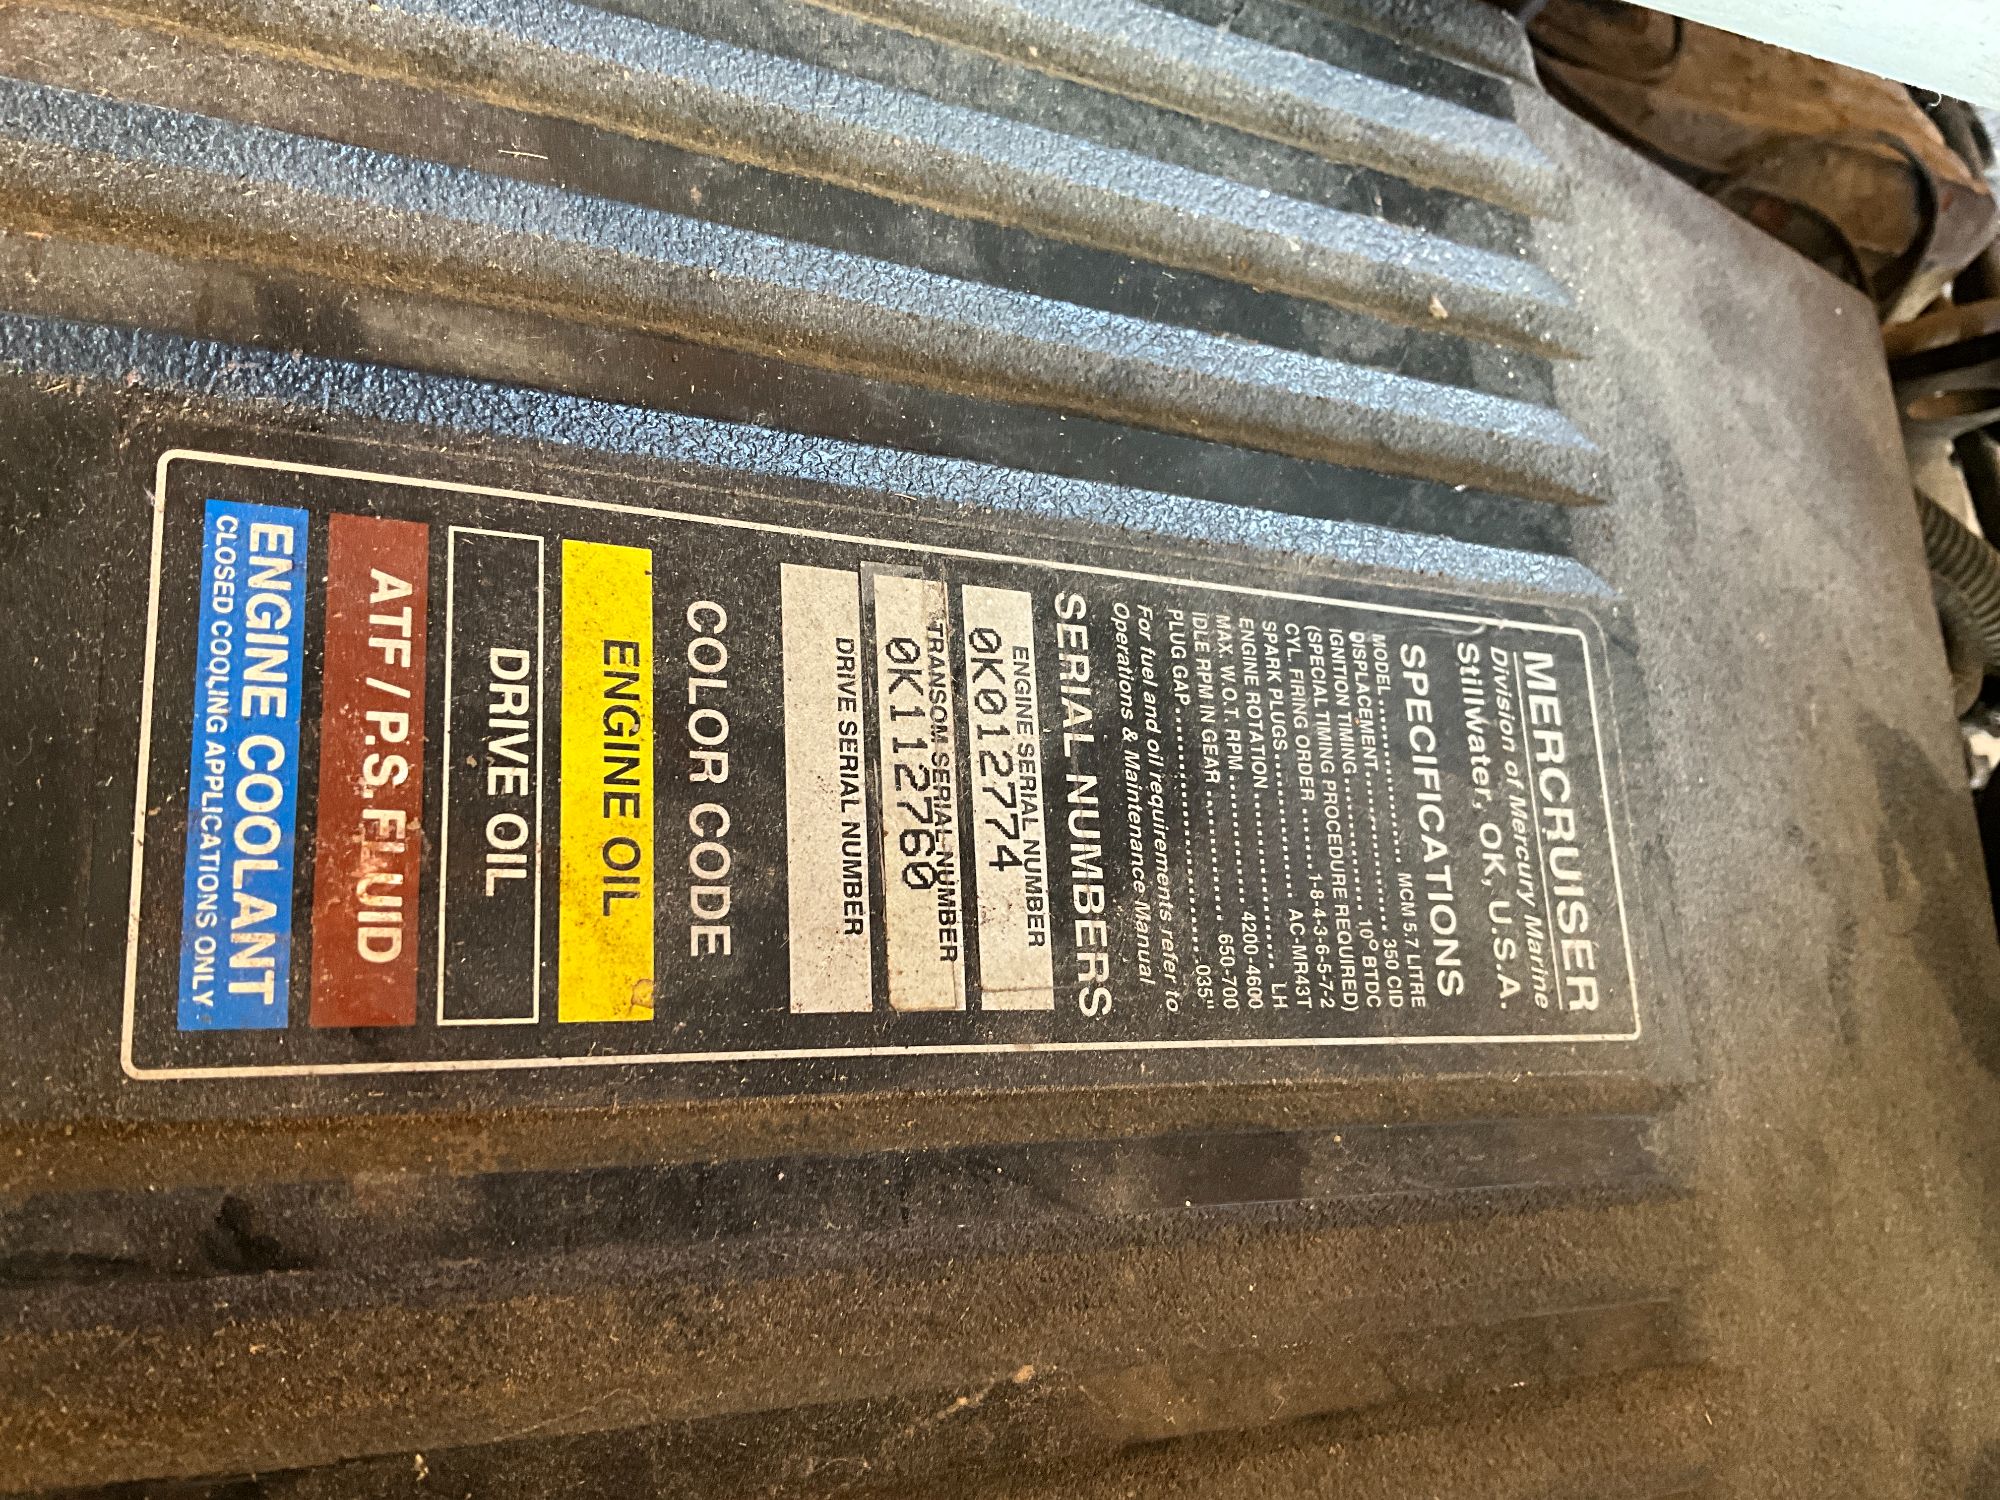 MERCRUISER
Division of Mercury Marine
Stillwater, OK, U.S.A.
SPECIFICATIONS
MODEL .................... MCM 5.7 LITRE
DISPLACEMENT.................... 350 CID
IGNITION TIMING................ 10° BTDC
(SPECIAL TIMING PROCEDURE REQUIRED)
CYL. FIRING ORDER ........ 1-8-4-3-6-5-7-2
SPARK PLUGS ................. AC-MR43T
ENGINE ROTATION .................... LH
MAX. W.O.T. RPM............... 4200-4600
IDLE RPM IN GEAR .............. 650-700
PLUG GAP......................... .035"
For fuel and oil requirements refer to
Operations & Maintenance Manual
SERIAL NUMBERS
ENGINE SERIAL NUMBER
0K012774
TRANSOM SERIAL NUMBER
0K112760
DRIVE SERIAL NUMBER
COLOR CODE
ENGINE OIL
DRIVE OIL
ATF / P.S. FLUID
ENGINE COOLANT
CLOSED COOLING APPLICATIONS ONLY